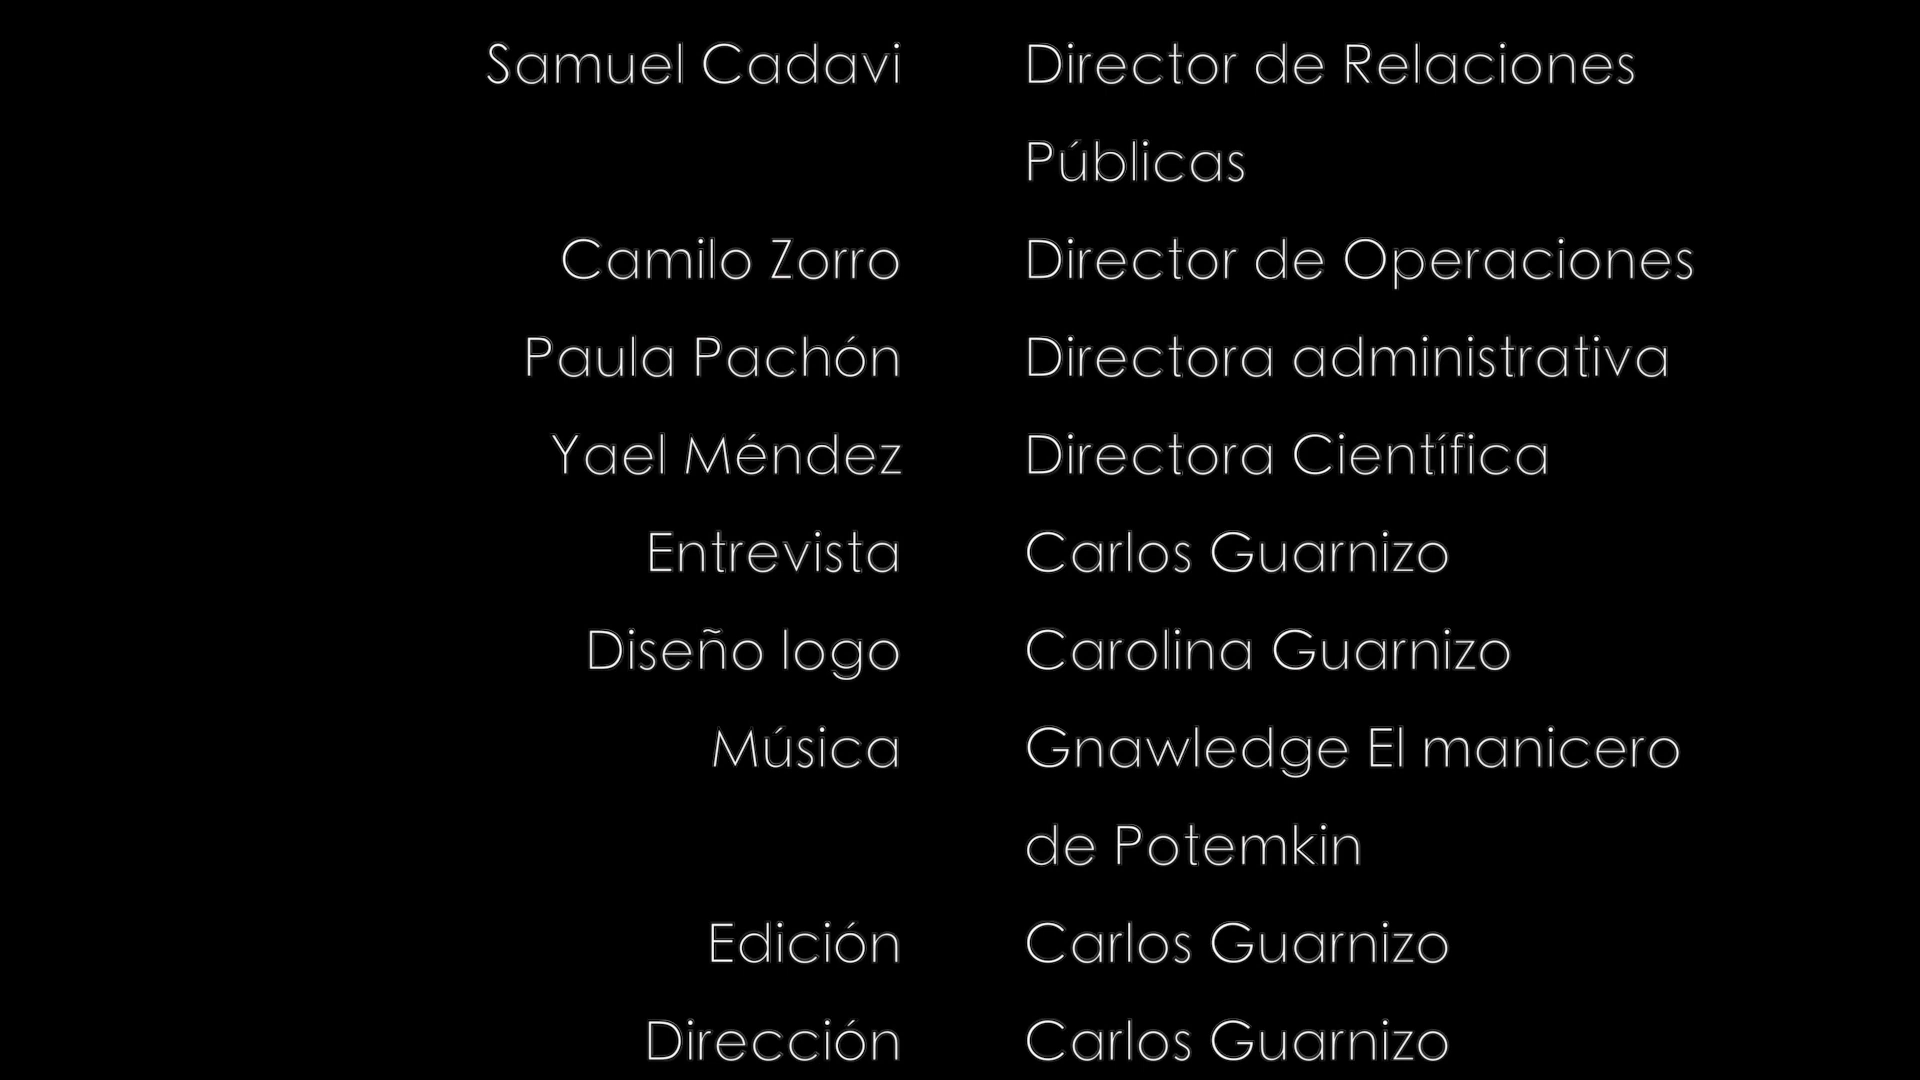 Samuel Cadavi Director de Relaciones
Públicas
Camilo Zorro Director de Operaciones
Paula Pachón Directora administrativa
Yael Méndez Directora Científica
Entrevista Carlos Guarnizo
Diseño logo Carolina Guarnizo
Música Gnawledge El manicero
de Potemkin
Edición Carlos Guarnizo
Dirección Carlos Guarnizo